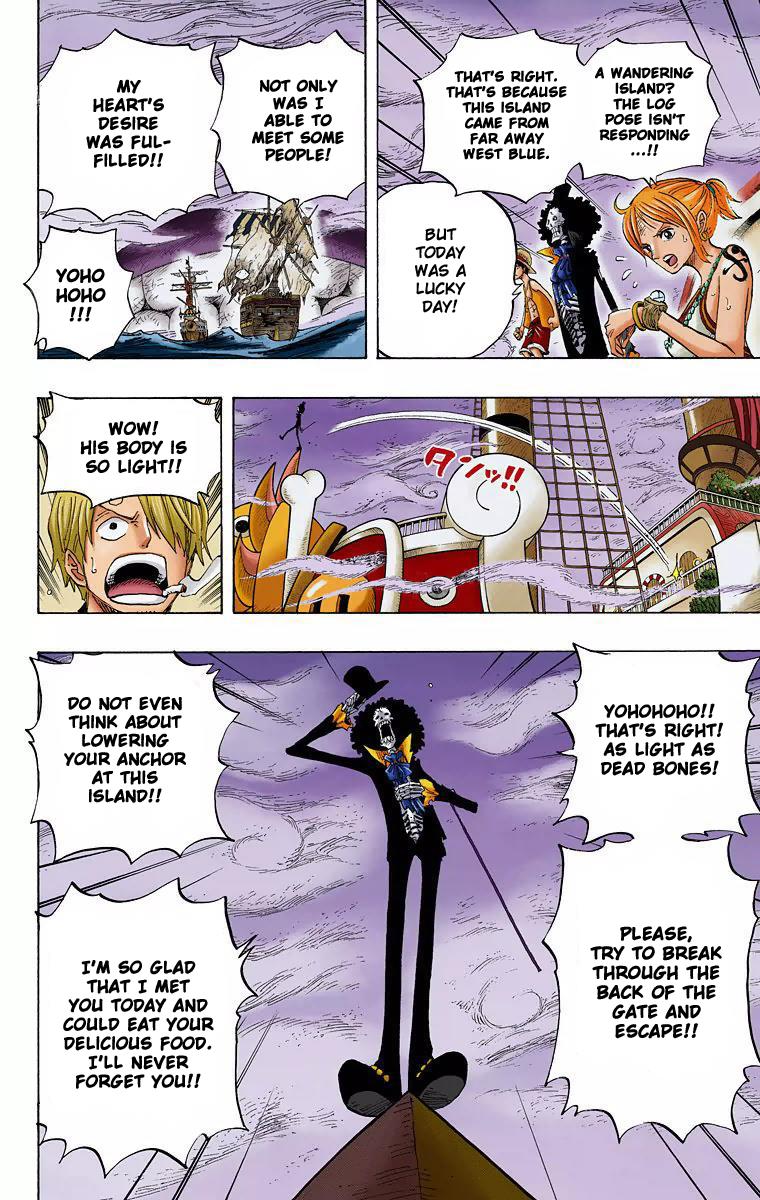 A WANDERING
ISLAND?
THE LOG
POSE ISN'T
RESPONDING
...!!
THAT'S RIGHT.
THAT'S BECAUSE
THIS ISLAND
CAME FROM
FAR AWAY
WEST BLUE.
BUT
TODAY
WAS A
LUCKY
DAY!
NOT ONLY
WAS I
ABLE TO
MEET SOME
PEOPLE!
MY
HEART'S
DESIRE
WAS FUL-
FILLED!!
YOHO
HOHO
!!!
タンッ!!
WOW!
HIS BODY IS
SO LIGHT!!
YOHOHOHO!!
THAT'S RIGHT!
AS LIGHT AS
DEAD BONES!
PLEASE,
TRY TO BREAK
THROUGH THE
BACK OF THE
GATE AND
ESCAPE!!
DO NOT EVEN
THINK ABOUT
LOWERING
YOUR ANCHOR
AT THIS
ISLAND!!
I'M SO GLAD
THAT I MET
YOU TODAY AND
COULD EAT YOUR
DELICIOUS FOOD.
I'LL NEVER
FORGET YOU!!